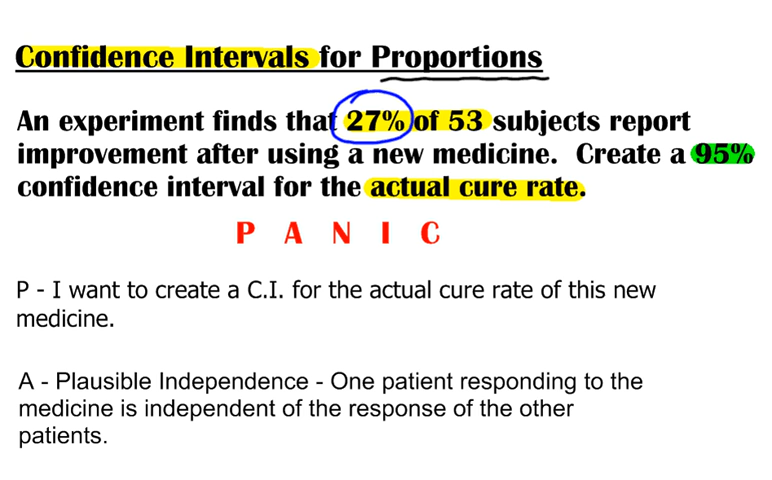 Confidence Intervals for Proportions
An experiment finds that 27% of 53 subjects report
improvement after using a new medicine. Create a 95%
confidence interval for the actual cure rate.
P A N I C
P - I want to create a C.I. for the actual cure rate of this new
medicine.
A - Plausible Independence - One patient responding to the
medicine is independent of the response of the other
patients.